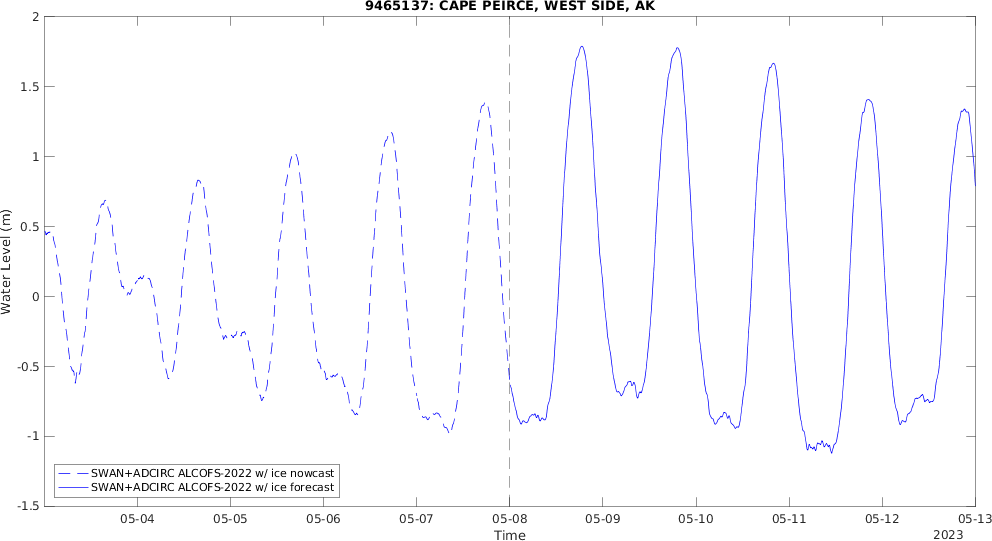 9465137: CAPE PEIRCE, WEST SIDE, AK
2
1.5
1
0.5
0
-0.5
-1
-1.5
Water Level (m)
SWAN+ADCIRC ALCOFS-2022 w/ ice nowcast
SWAN+ADCIRC ALCOFS-2022 w/ ice forecast
05-04 05-05 05-06 05-07 05-08 05-09 05-10 05-11 05-12 05-13
Time
2023